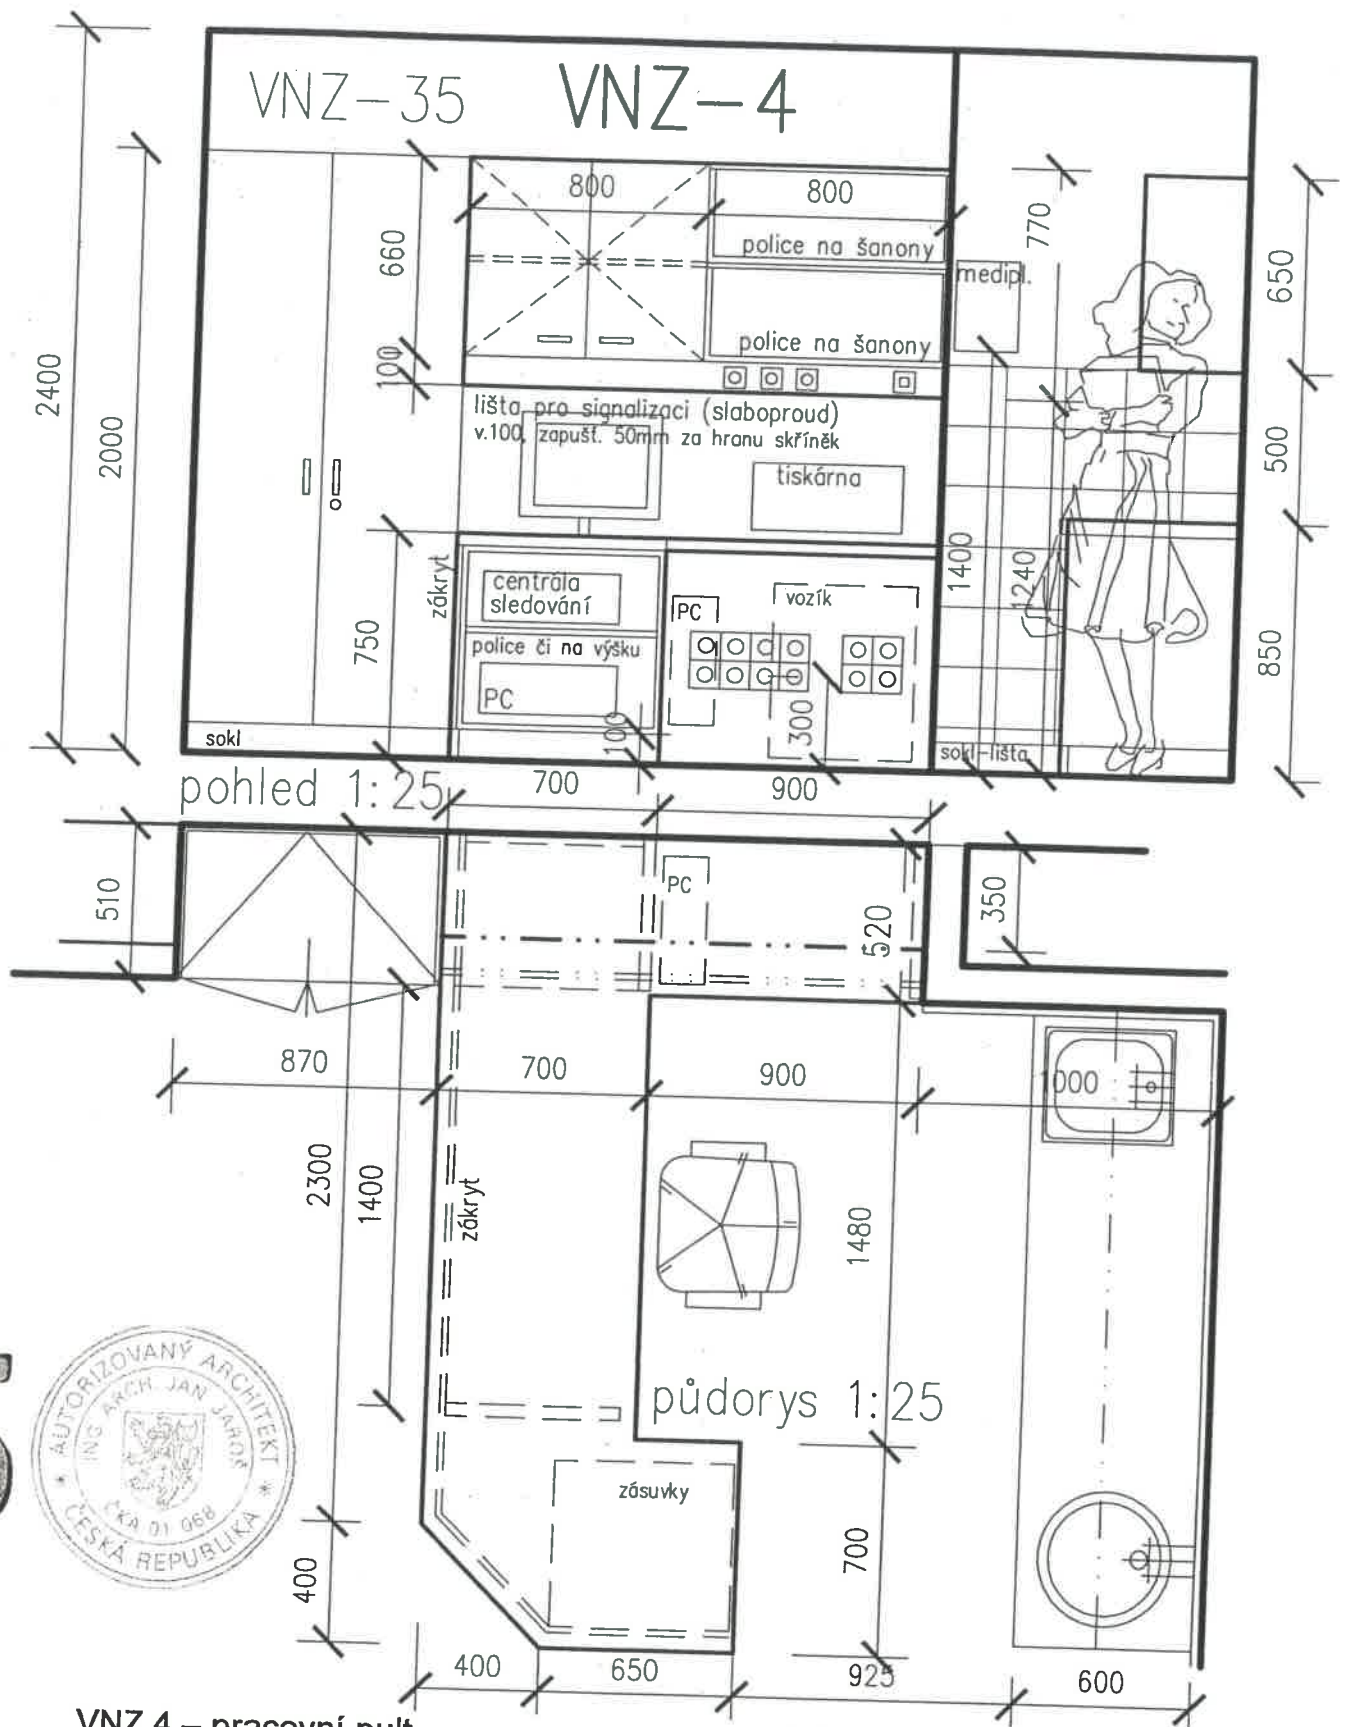 VNZ-35
VNZ-4
800
800
police na šanony
police na šanony
660
100
2400
2000
lišta pro signalizaci (slaboproud)
v.100, zapušt. 50mm za hranu skříněk
tiskárna
medipl.
770
650
500
850
1400
1240
zákryt
750
centrála
sledování
police či na výšku
PC
PC
vozík
100
300
sokl
sokl-lišta
pohled 1:25
700
900
510
PC
520
350
870
700
900
1000
2300
1400
zákryt
1480
půdorys 1:25
zásuvky
700
400
400
650
925
600
AUTORIZOVANÝ ARCHITEKT
ING ARCH. JAN JAROŠ
ČKA 01 068
ČESKÁ REPUBLIKA
VNZ 4 – pracovní pult